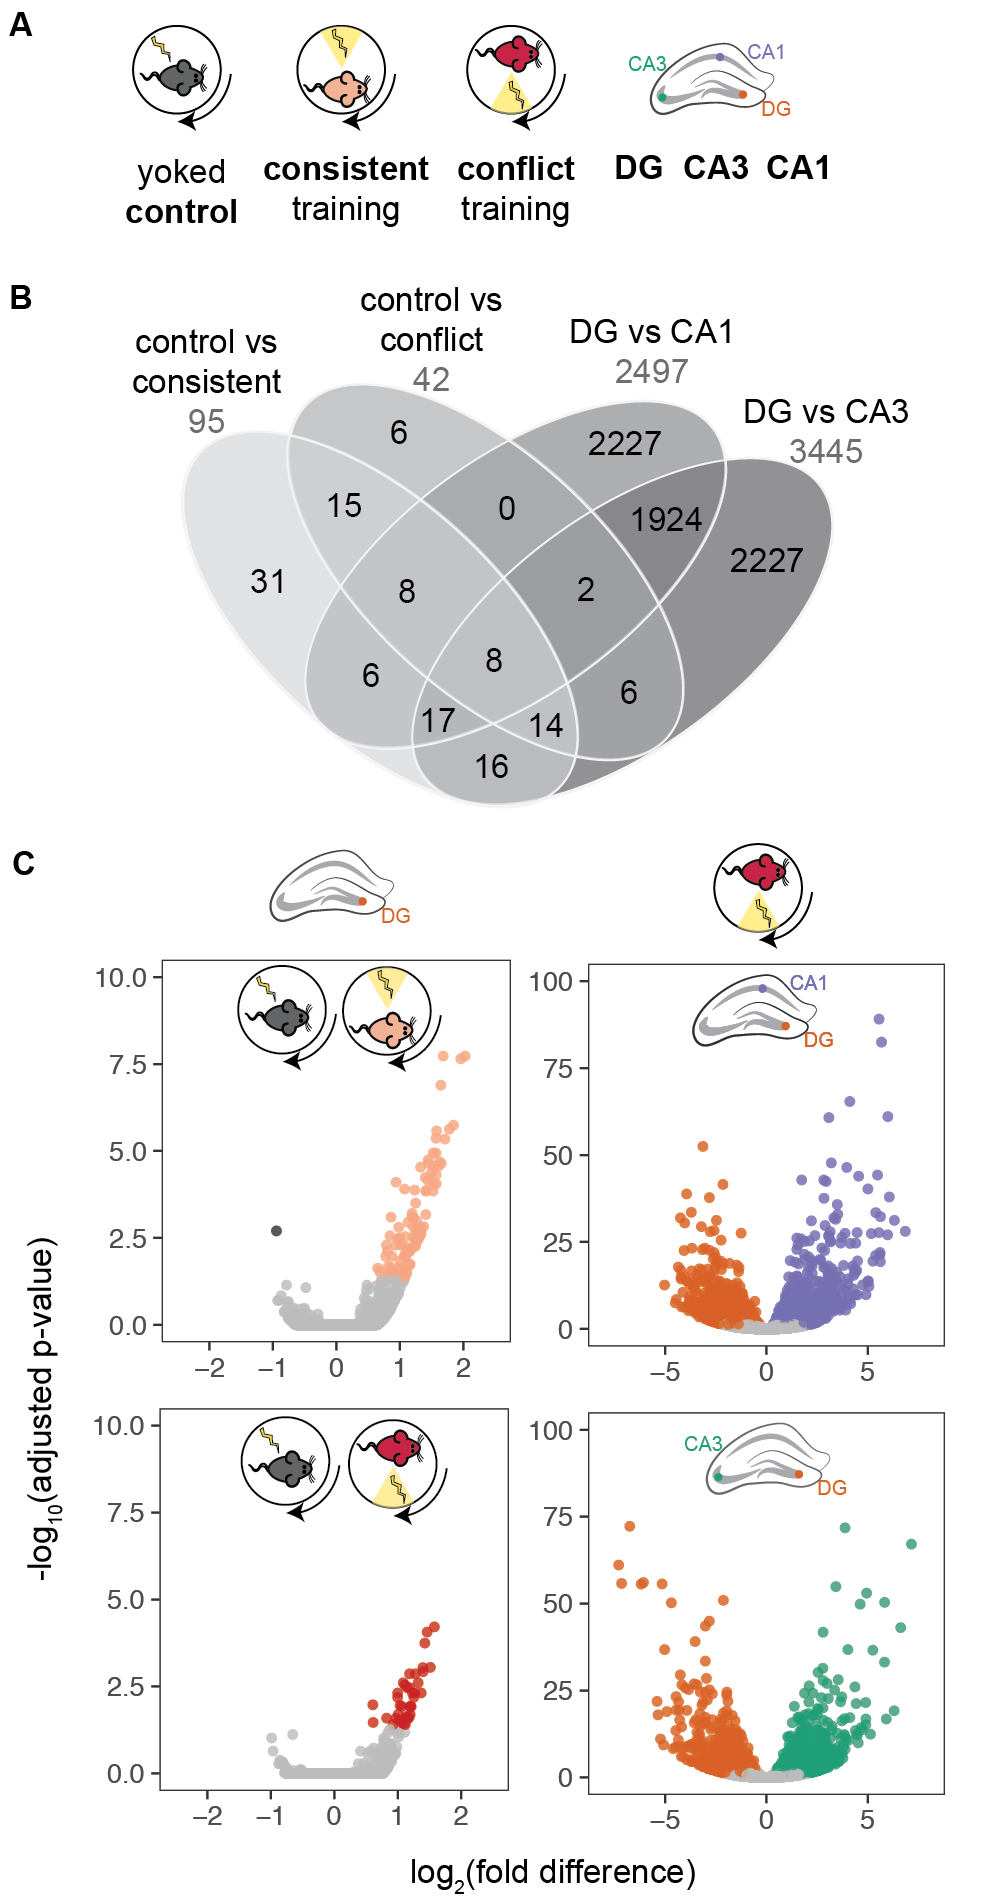 A
CA3
CA1
DG
yoked
control
consistent
training
conflict
training
DG CA3 CA1
B
control vs
consistent
95
control vs
conflict
42
DG vs CA1
2497
DG vs CA3
3445
6
2227
15
0
1924
2227
31
8
2
6
8
6
17
14
16
C
DG
10.0
7.5
5.0
2.5
0.0
−2
−1
0
1
2
CA1
DG
100
75
50
25
0
−5
0
5
10.0
7.5
5.0
2.5
0.0
−2
−1
0
1
2
CA3
DG
100
75
50
25
0
−5
0
5
-log10(adjusted p-value)
log2(fold difference)